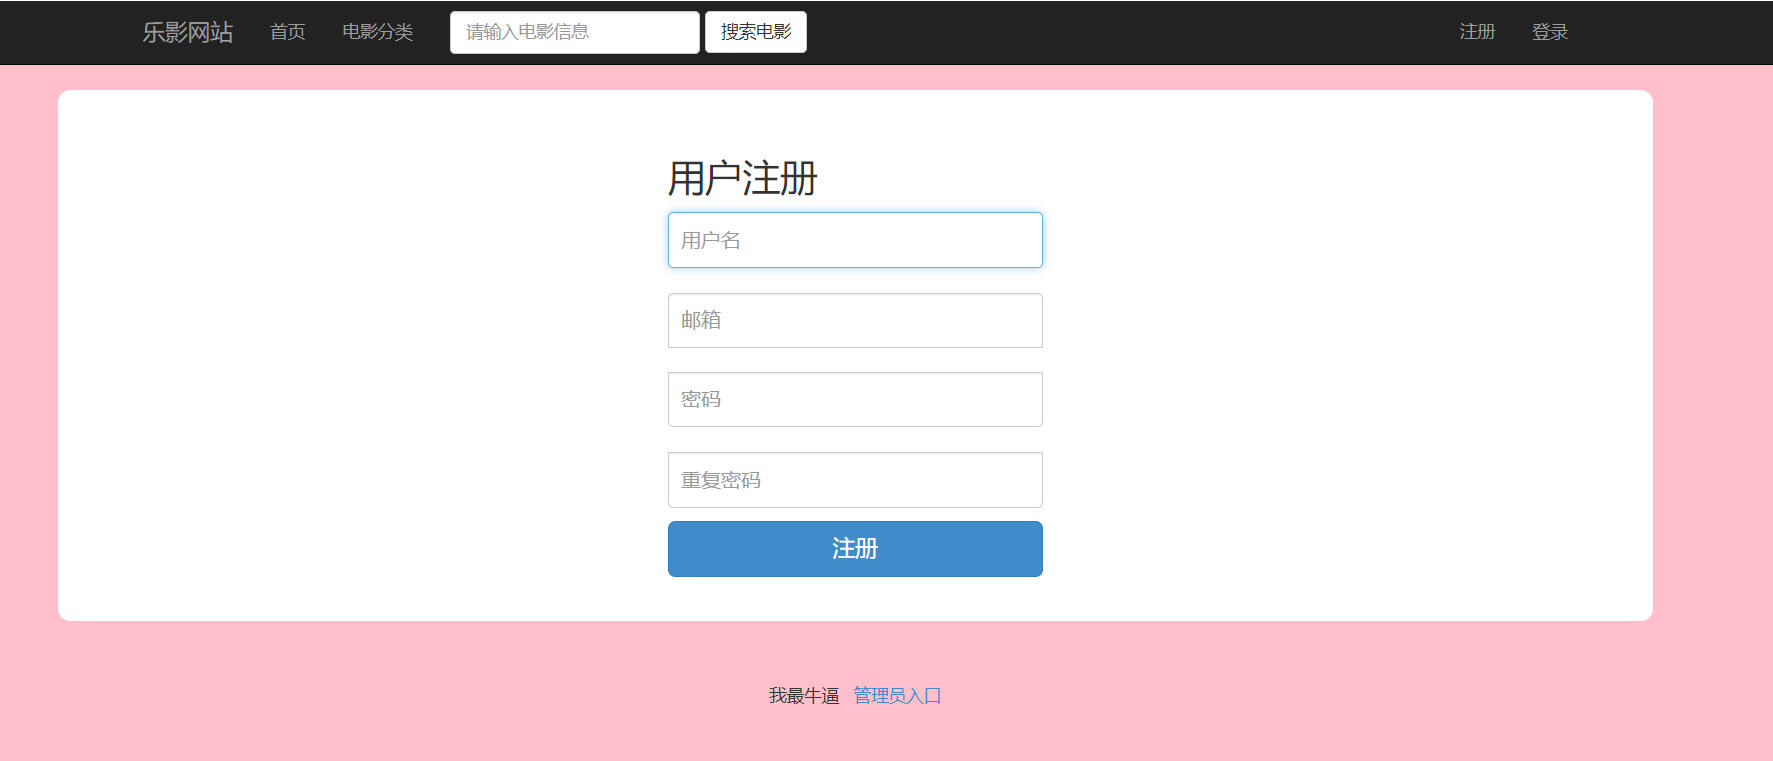 乐影网站 首页 电影分类 请输入电影信息 搜索电影 注册 登录
用户注册
用户名
邮箱
密码
重复密码
注册
我最牛逼 管理员入口